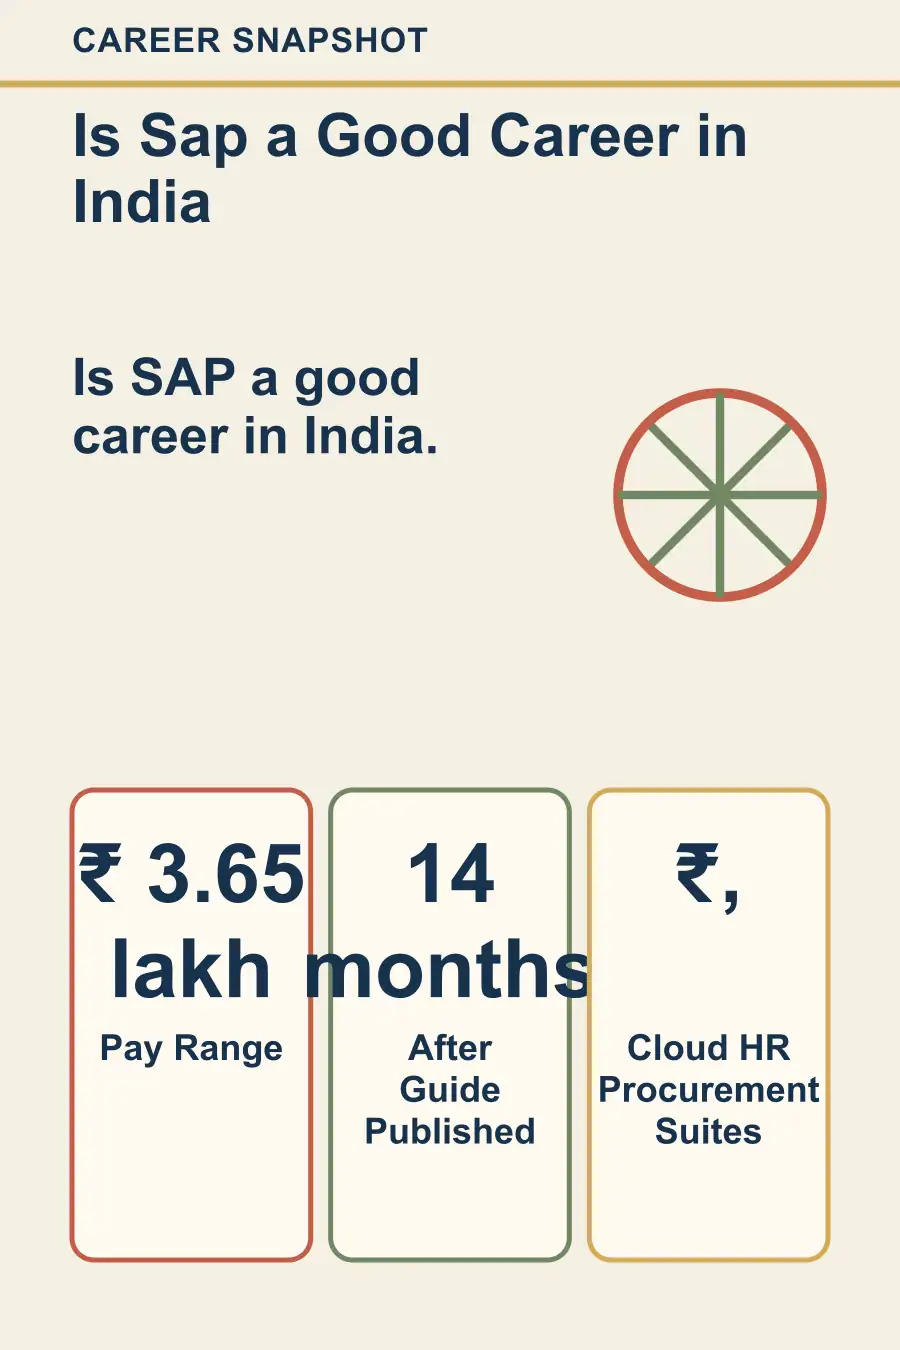 CAREER SNAPSHOT
Is Sap a Good Career in
India
Is SAP a good
career in India.
₹ 3.65
lakh
Pay Range
14
months
After
Guide
Published
₹,
Cloud HR
Procurement
Suites